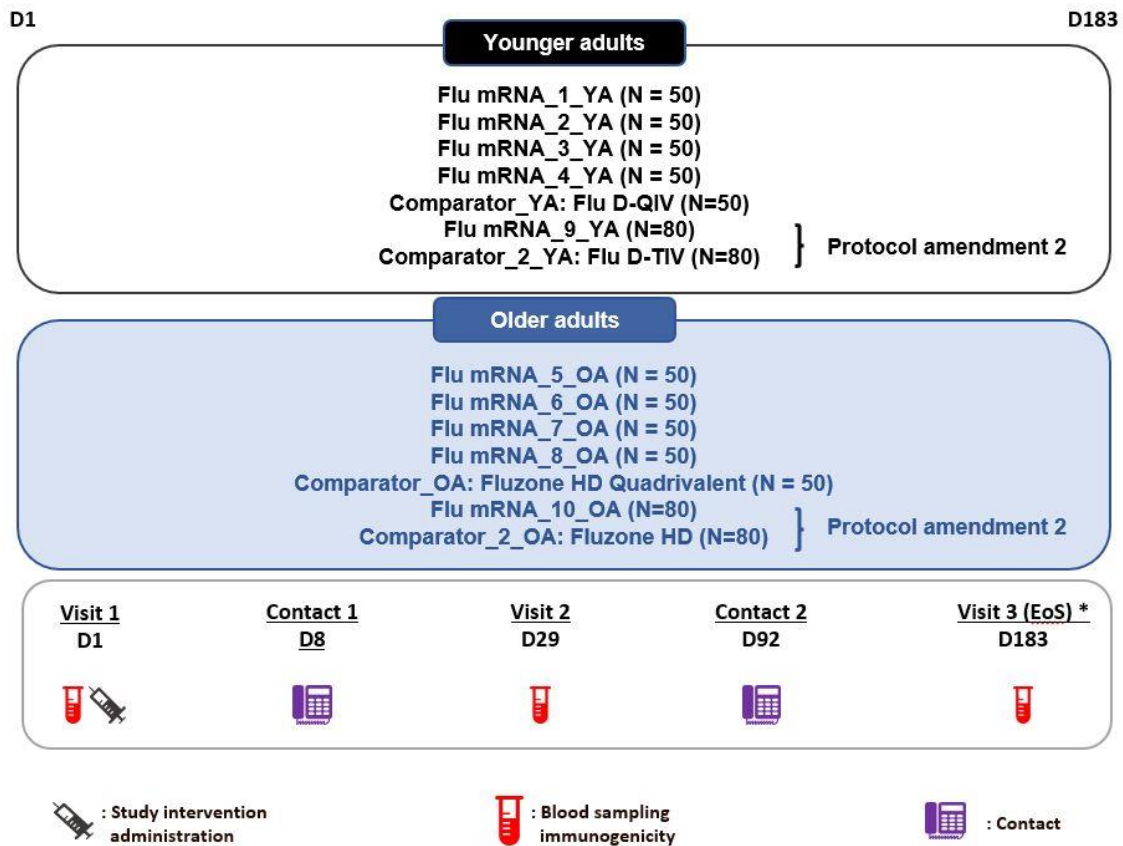 D1
D183
Younger adults
Flu mRNA_1_YA (N = 50)
Flu mRNA_2_YA (N = 50)
Flu mRNA_3_YA (N = 50)
Flu mRNA_4_YA (N = 50)
Comparator_YA: Flu D-QIV (N=50)
Flu mRNA_9_YA (N=80)
Comparator_2_YA: Flu D-TIV (N=80)
} Protocol amendment 2
Older adults
Flu mRNA_5_OA (N = 50)
Flu mRNA_6_OA (N = 50)
Flu mRNA_7_OA (N = 50)
Flu mRNA_8_OA (N = 50)
Comparator_OA: Fluzone HD Quadrivalent (N = 50)
Flu mRNA_10_OA (N=80)
Comparator_2_OA: Fluzone HD (N=80)
} Protocol amendment 2
Visit 1
D1
Contact 1
D8
Visit 2
D29
Contact 2
D92
Visit 3 (EoS) *
D183
: Study intervention
administration
: Blood sampling
immunogenicity
: Contact